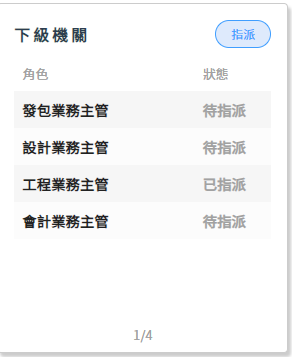 下級機關 指派
角色 狀態
發包業務主管 待指派
設計業務主管 待指派
工程業務主管 已指派
會計業務主管 待指派
1/4